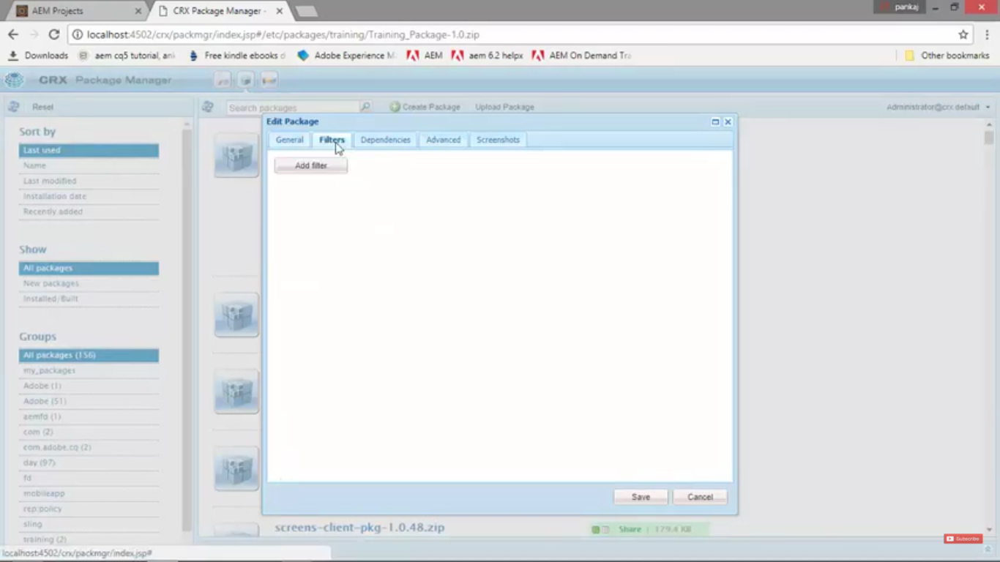 AEM Projects
CRX Package Manager -
pankaj
localhost:4502/crx/packmgr/index.jsp#/etc/packages/training/Training_Package-1.0.zip
Downloads
aem cq5 tutorial, an
Free kindle ebooks
Adobe Experience M
AEM
aem 6.2 helpx
AEM On Demand Tra
Other bookmarks
CRX Package Manager
Reset
Search packages
Create Package
Upload Package
Administrator@crx.default
Edit Package
General
Filters
Dependencies
Advanced
Screenshots
Add filter
Sort by
Last used
Name
Last modified
Installation date
Recently added
Show
All packages
New packages
Installed/Built
Groups
All packages (156)
my_packages
Adobe (1)
Adobe (51)
aemfd (1)
com (2)
com.adobe.cq (2)
day (97)
fd
mobileapp
rep:policy
sling
training (2)
Save
Cancel
screens-client-pkg-1.0.48.zip
Share
179.4 KB
Subscribe
localhost:4502/crx/packmgr/index.jsp#